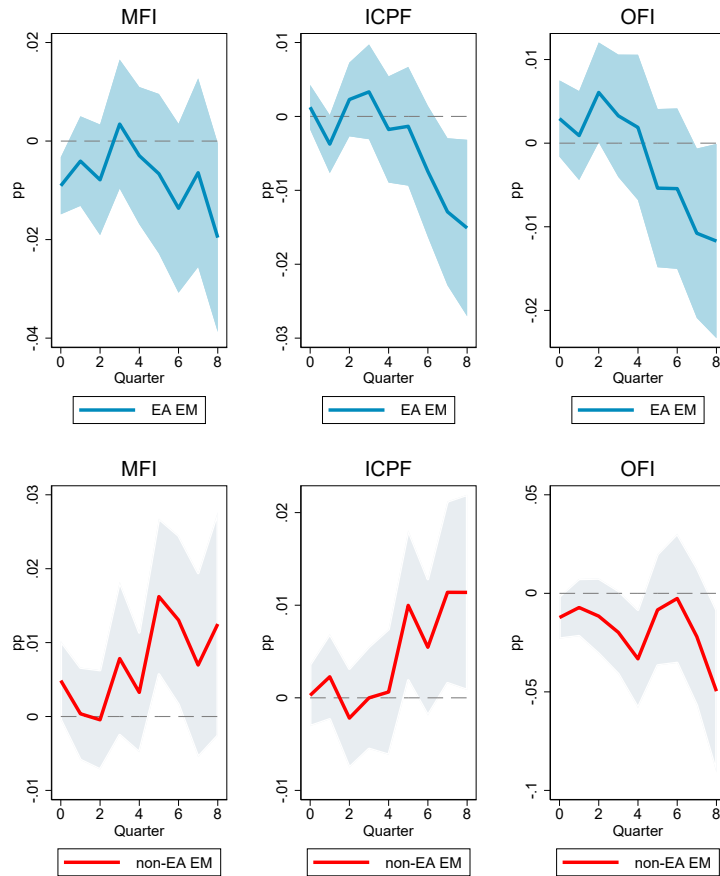 MFI
ICPF
OFI
.02
0
-.02
-.04
pp
0 2 4 6 8
Quarter
EA EM
.01
0
-.01
-.02
-.03
pp
0 2 4 6 8
Quarter
EA EM
.01
0
-.01
-.02
pp
0 2 4 6 8
Quarter
EA EM
MFI
ICPF
OFI
.03
.02
.01
0
-.01
pp
0 2 4 6 8
Quarter
non-EA EM
.02
.01
0
-.01
pp
0 2 4 6 8
Quarter
non-EA EM
.05
0
-.05
-.1
pp
0 2 4 6 8
Quarter
non-EA EM